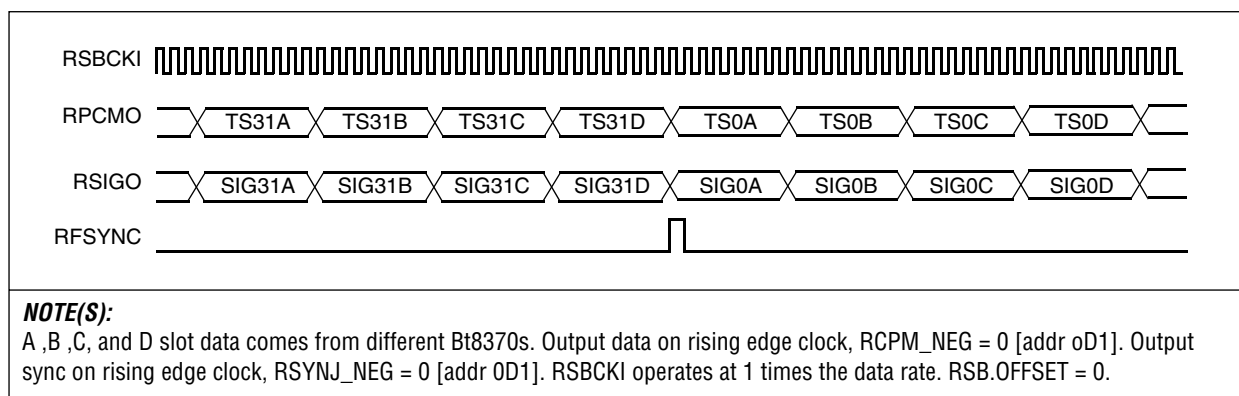 RSBCKI
RPCMO TS31A TS31B TS31C TS31D TS0A TS0B TS0C TS0D
RSIGO SIG31A SIG31B SIG31C SIG31D SIG0A SIG0B SIG0C SIG0D
RFSYNC
NOTE(S):
A ,B ,C, and D slot data comes from different Bt8370s. Output data on rising edge clock, RCPM_NEG = 0 [addr oD1]. Output
sync on rising edge clock, RSYNJ_NEG = 0 [addr 0D1]. RSBCKI operates at 1 times the data rate. RSB.OFFSET = 0.